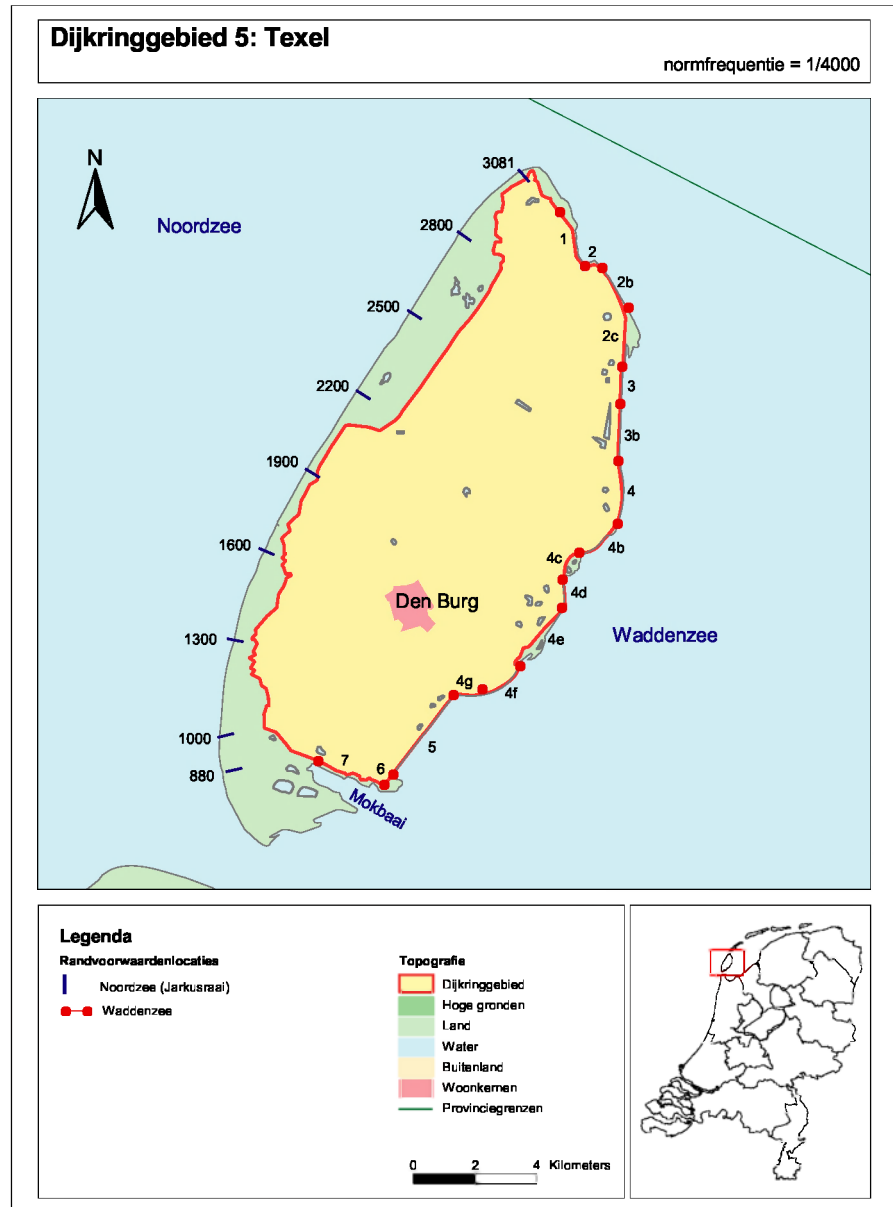 Dijkringgebied 5: Texel
normfrequentie = 1/4000
N
Noordzee
3081
2800
1
2
2b
2500
2c
2200
3
3b
1900
4
1600
4b
4c
4d
Den Burg
1300
4e
Waddenzee
4g
4f
1000
5
880
7
6
Mokbaai
Legenda
Randvoorwaardenlocaties
Noordzee (Jarkusraai)
Waddenzee
Topografie
Dijkringgebied
Hoge gronden
Land
Water
Buitenland
Woonkernen
Provinciegrenzen
0 2 4 Kilometers